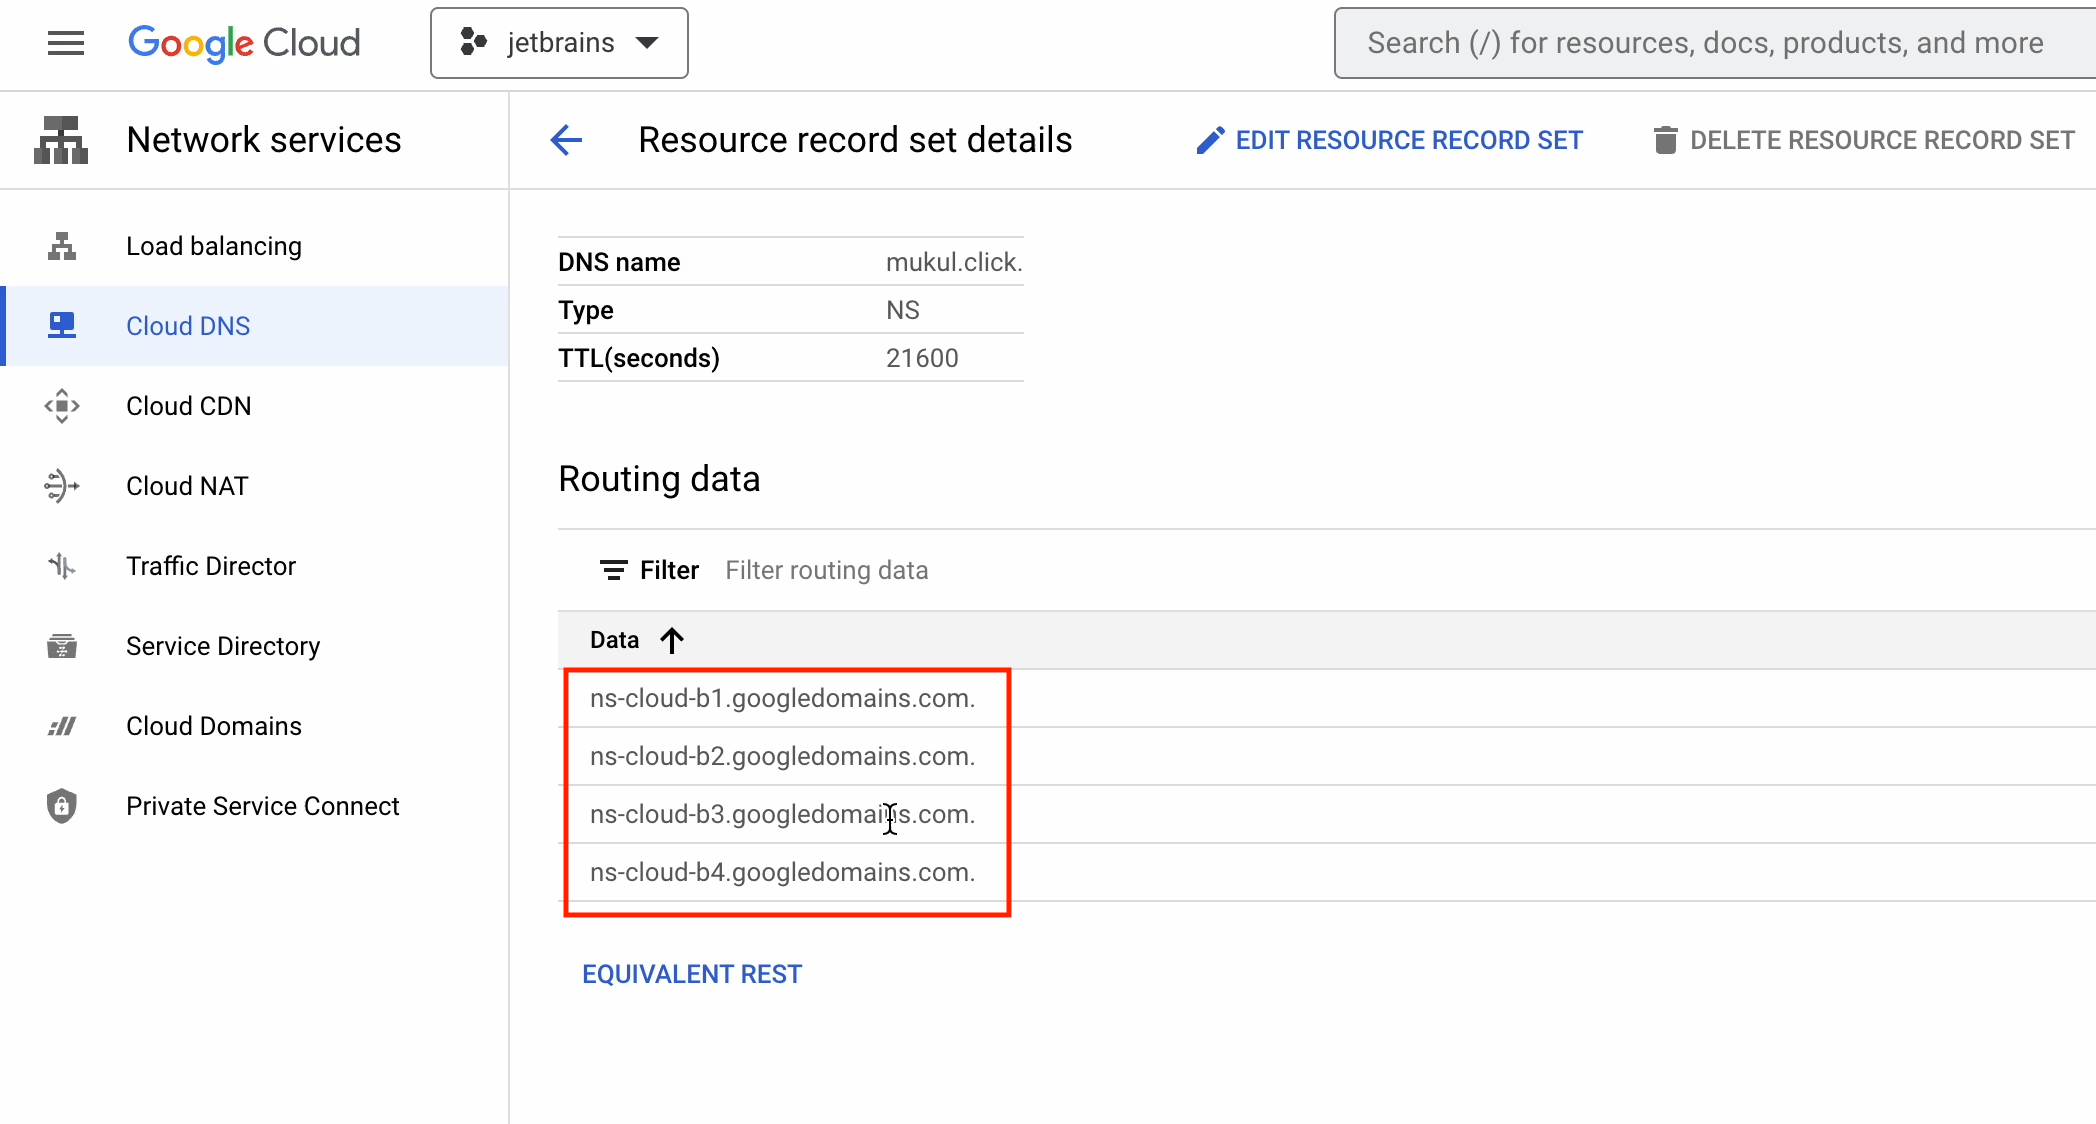 Google Cloud
jetbrains
Search (/) for resources, docs, products, and more
Network services
Resource record set details
EDIT RESOURCE RECORD SET
DELETE RESOURCE RECORD SET
Load balancing
Cloud DNS
Cloud CDN
Cloud NAT
Traffic Director
Service Directory
Cloud Domains
Private Service Connect
DNS name mukul.click.
Type NS
TTL(seconds) 21600
Routing data
Filter Filter routing data
Data
ns-cloud-b1.googledomains.com.
ns-cloud-b2.googledomains.com.
ns-cloud-b3.googledomains.com.
ns-cloud-b4.googledomains.com.
EQUIVALENT REST